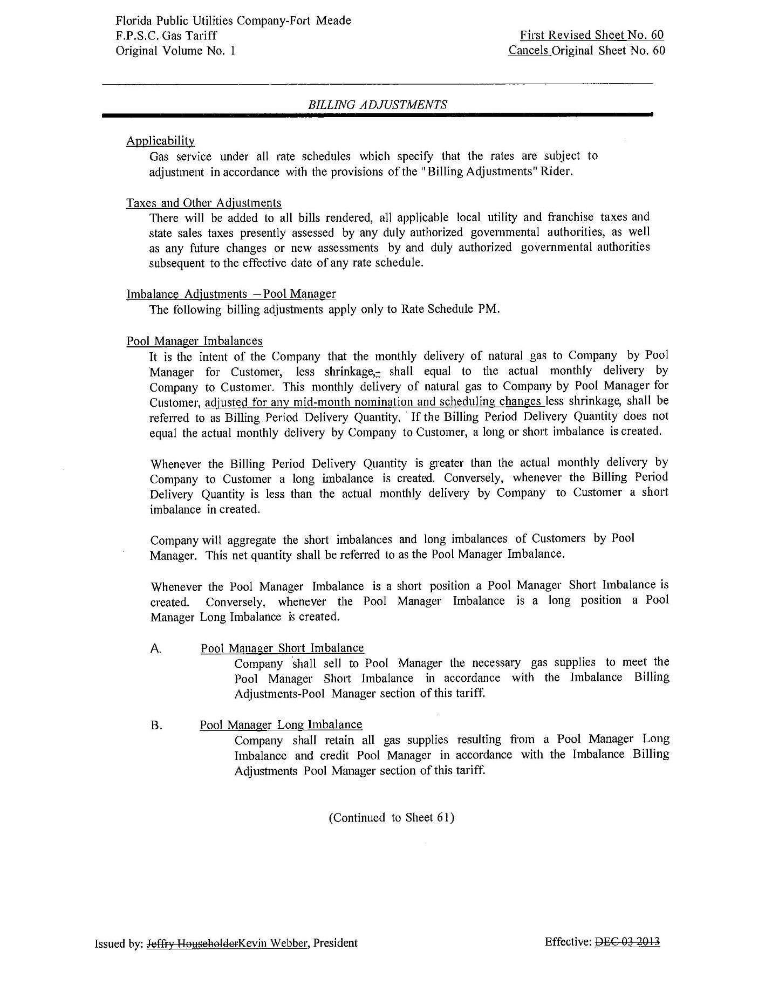 Florida Public Utilities Company-Fort Meade
F.P.S.C. Gas Tariff
First Revised Sheet No. 60
Original Volume No. 1
Cancels Original Sheet No. 60
BILLING ADJUSTMENTS
Applicability
Gas service under all rate schedules which specify that the rates are subject to
adjustment in accordance with the provisions of the "Billing Adjustments" Rider.
Taxes and Other Adjustments
There will be added to all bills rendered, all applicable local utility and franchise taxes and
state sales taxes presently assessed by any duly authorized governmental authorities, as well
as any future changes or new assessments by and duly authorized governmental authorities
subsequent to the effective date of any rate schedule.
Imbalance Adjustments – Pool Manager
The following billing adjustments apply only to Rate Schedule PM.
Pool Manager Imbalances
It is the intent of the Company that the monthly delivery of natural gas to Company by Pool
Manager for Customer, less shrinkage,- shall equal to the actual monthly delivery by
Company to Customer. This monthly delivery of natural gas to Company by Pool Manager for
Customer, adjusted for any mid-month nomination and scheduling changes less shrinkage, shall be
referred to as Billing Period Delivery Quantity. If the Billing Period Delivery Quantity does not
equal the actual monthly delivery by Company to Customer, a long or short imbalance is created.
Whenever the Billing Period Delivery Quantity is greater than the actual monthly delivery by
Company to Customer a long imbalance is created. Conversely, whenever the Billing Period
Delivery Quantity is less than the actual monthly delivery by Company to Customer a short
imbalance in created.
Company will aggregate the short imbalances and long imbalances of Customers by Pool
Manager. This net quantity shall be referred to as the Pool Manager Imbalance.
Whenever the Pool Manager Imbalance is a short position a Pool Manager Short Imbalance is
created. Conversely, whenever the Pool Manager Imbalance is a long position a Pool
Manager Long Imbalance is created.
A. Pool Manager Short Imbalance
Company shall sell to Pool Manager the necessary gas supplies to meet the
Pool Manager Short Imbalance in accordance with the Imbalance Billing
Adjustments-Pool Manager section of this tariff.
B. Pool Manager Long Imbalance
Company shall retain all gas supplies resulting from a Pool Manager Long
Imbalance and credit Pool Manager in accordance with the Imbalance Billing
Adjustments Pool Manager section of this tariff.
(Continued to Sheet 61)
Issued by: Jeffry HouseholderKevin Webber, President
Effective: DEC 03 2013